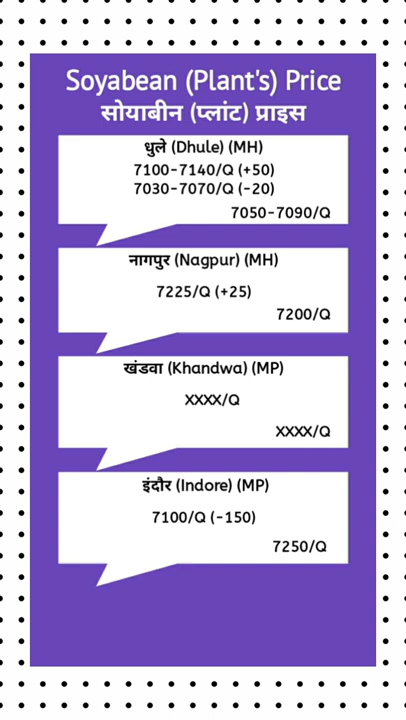 Soyabean (Plant's) Price
सोयाबीन (प्लांट) प्राइस
धुले (Dhule) (MH)
7100-7140/Q (+50)
7030-7070/Q (-20)
7050-7090/Q
नागपुर (Nagpur) (MH)
7225/Q (+25)
7200/Q
खंडवा (Khandwa) (MP)
XXXX/Q
XXXX/Q
इंदौर (Indore) (MP)
7100/Q (-150)
7250/Q